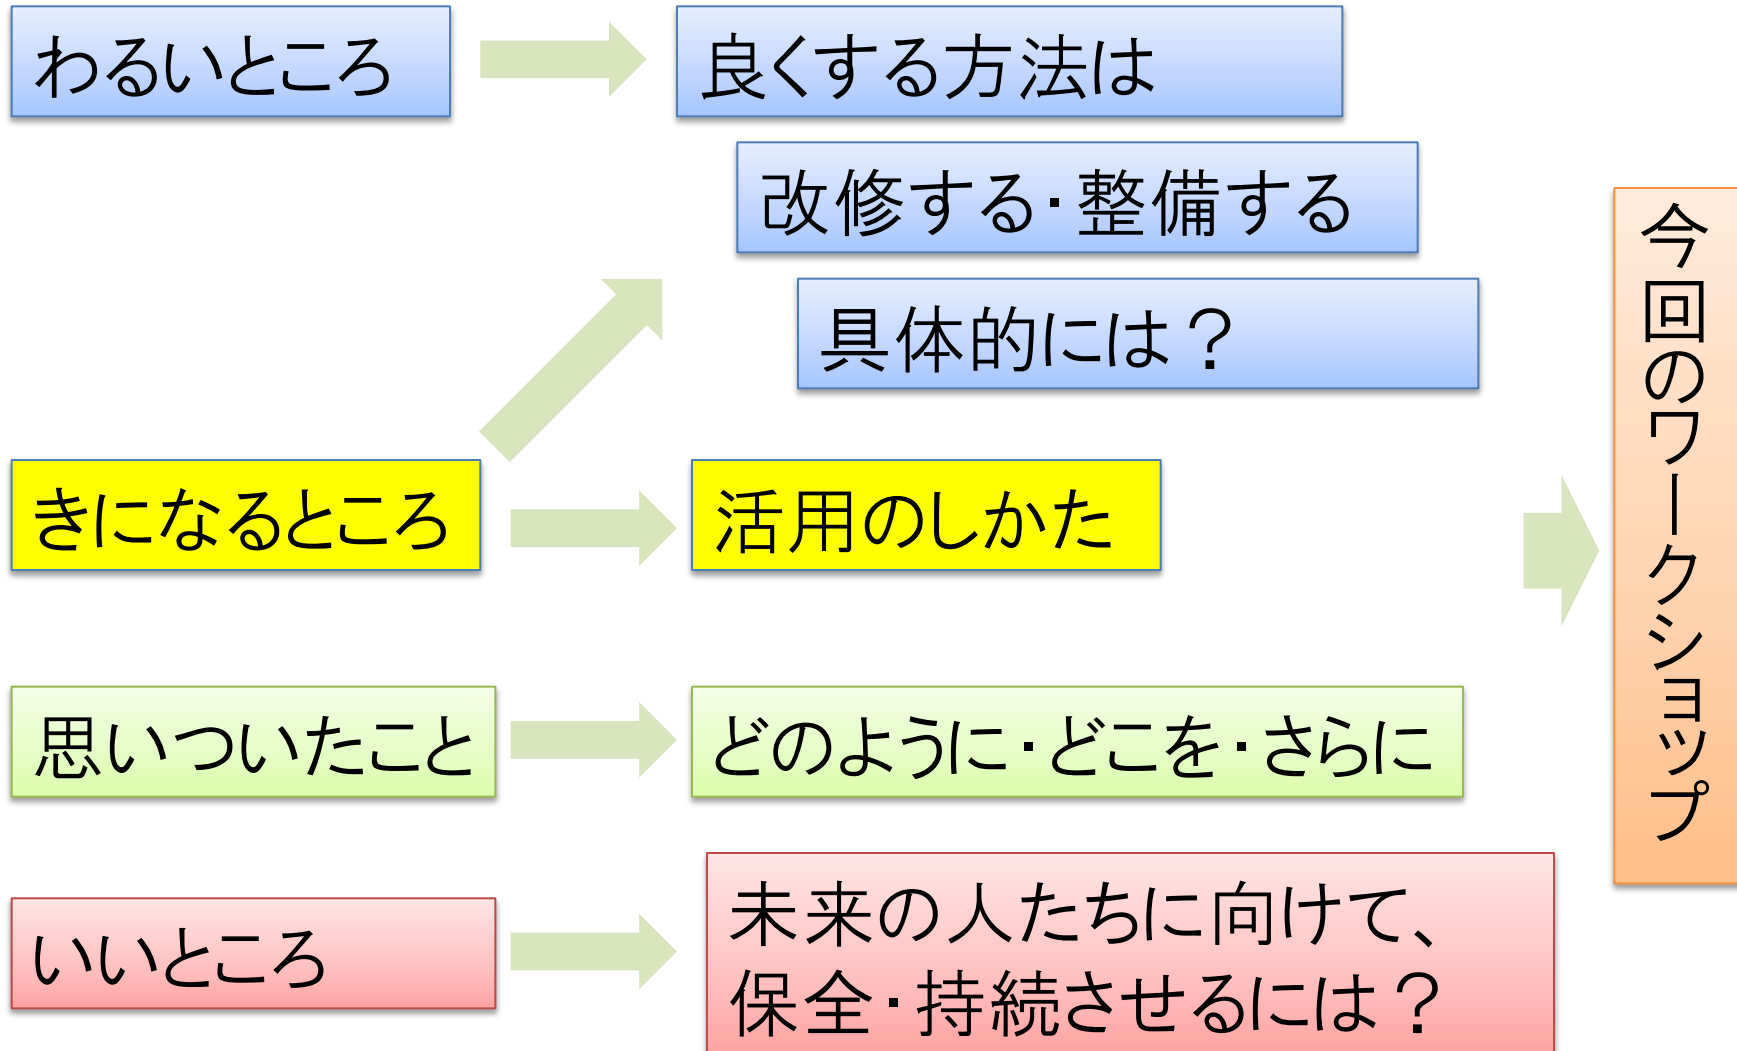 わるいところ
良くする方法は
改修する・整備する
具体的には？
きになるところ
活用のしかた
思いついたこと
どのように・どこを・さらに
いいところ
未来の人たちに向けて、
保全・持続させるには？
今回のワークショップ